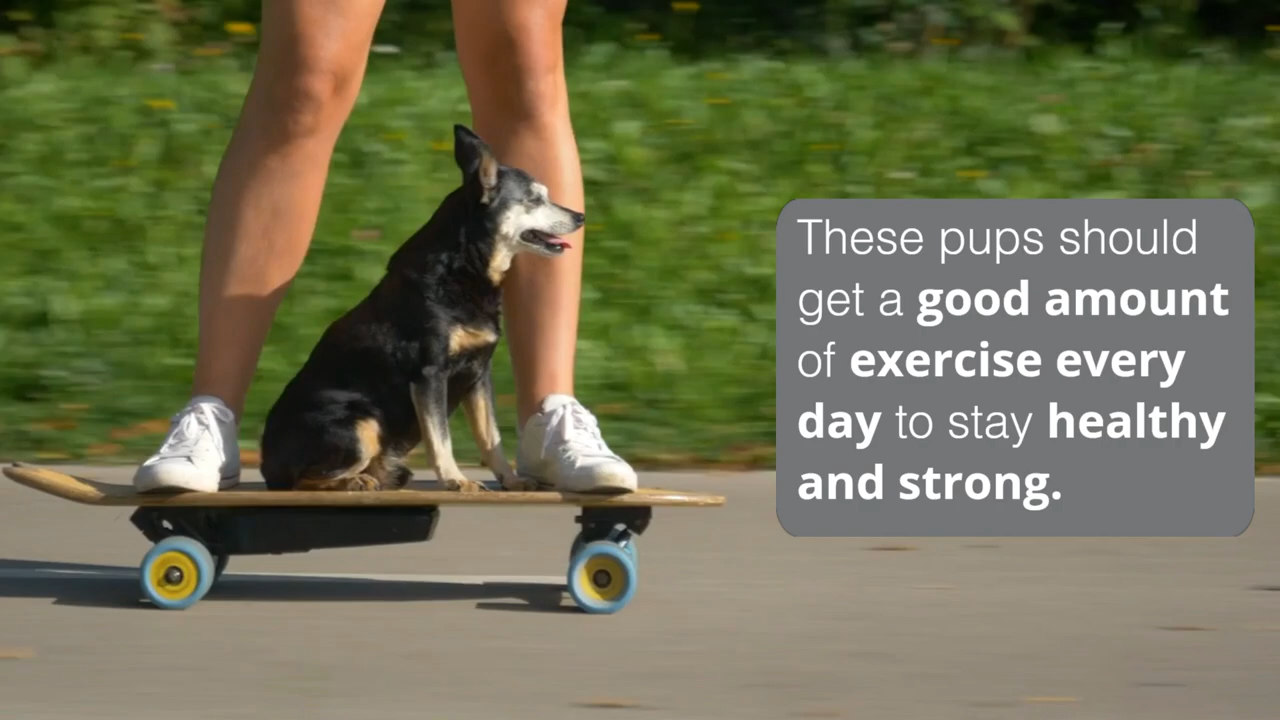 These pups should
get a good amount
of exercise every
day to stay healthy
and strong.